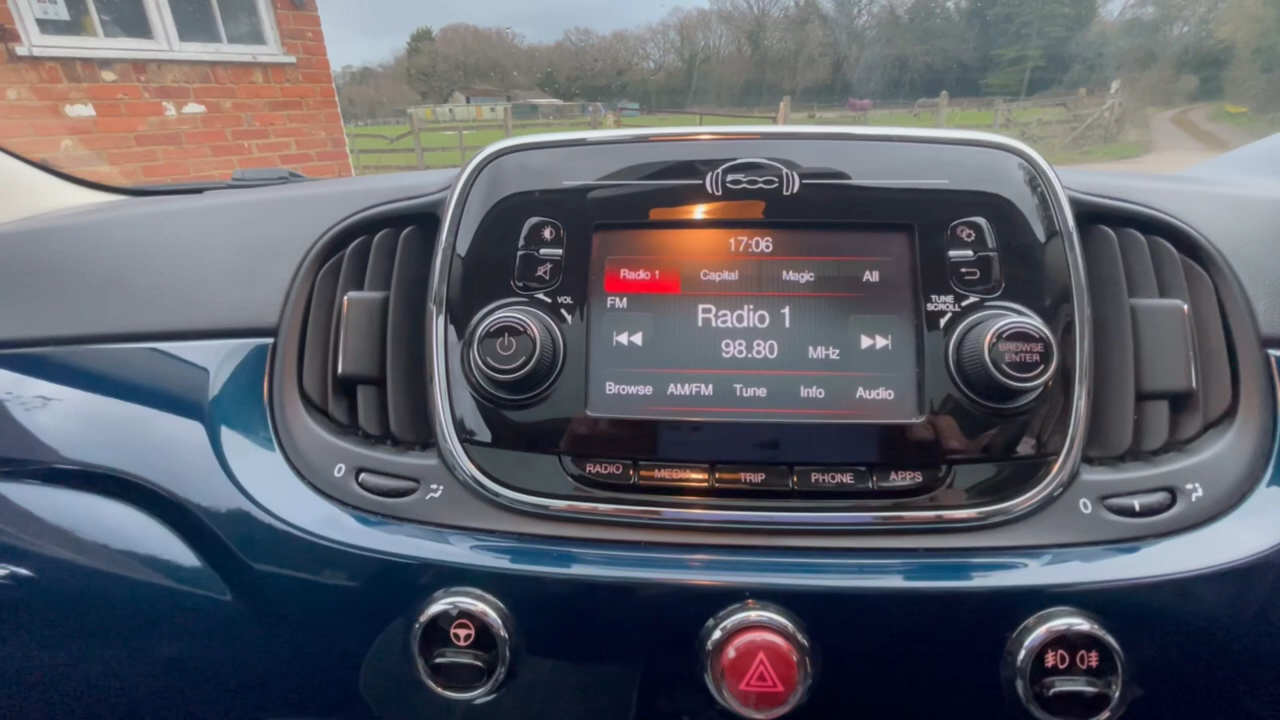 500
17:06
Radio 1 Capital Magic All
FM
Radio 1
98.80 MHz
Browse AM/FM Tune Info Audio
VOL
TUNE
SCROLL
BROWSE
ENTER
RADIO MEDIA TRIP PHONE APPS
0
0